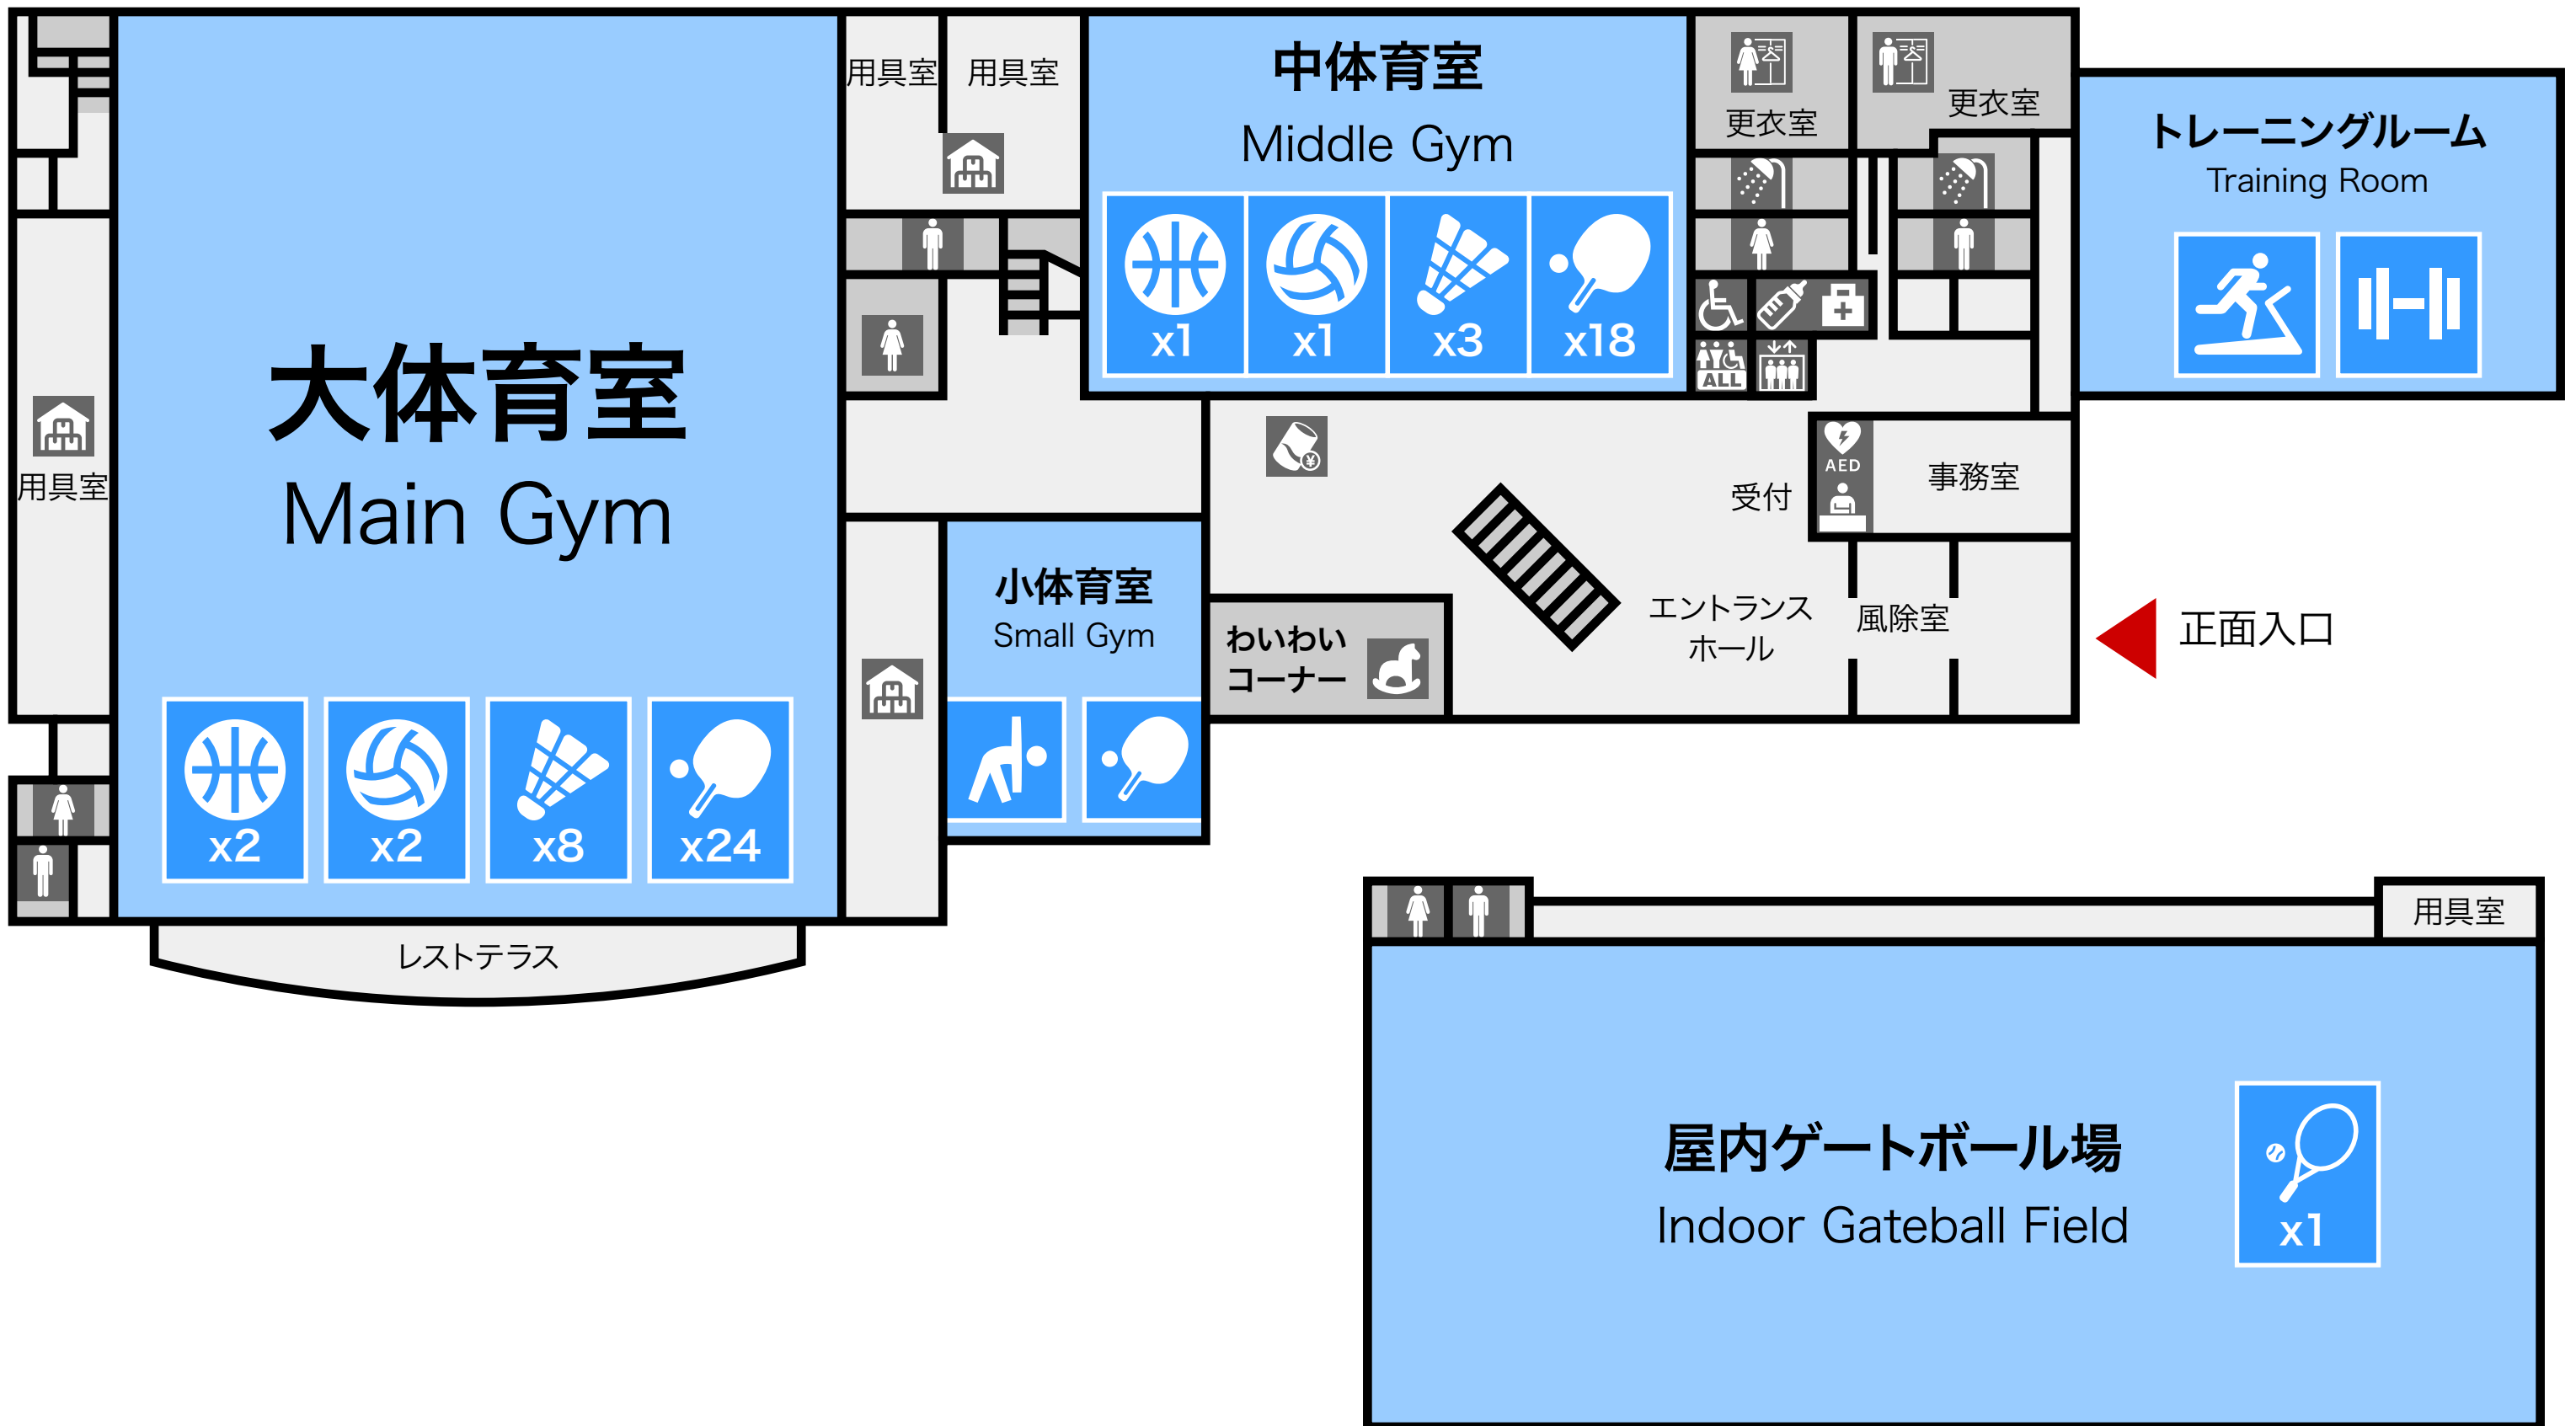 大体育室
Main Gym
x2
x2
x8
x24
用具室
用具室
用具室
中体育室
Middle Gym
x1
x1
x3
x18
更衣室
更衣室
ALL
トレーニングルーム
Training Room
AED
受付
事務室
小体育室
Small Gym
わいわい
コーナー
エントランス
ホール
風除室
正面入口
レストテラス
用具室
屋内ゲートボール場
Indoor Gateball Field
x1
¥